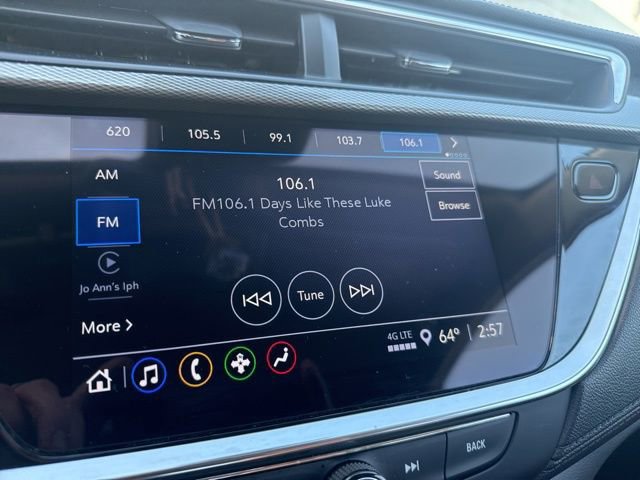 620 105.5 99.1 103.7 106.1
AM
FM
Jo Ann's Iph
More
106.1
FM106.1 Days Like These Luke
Combs
Sound
Browse
Tune
4G LTE 64° 2:57
BACK